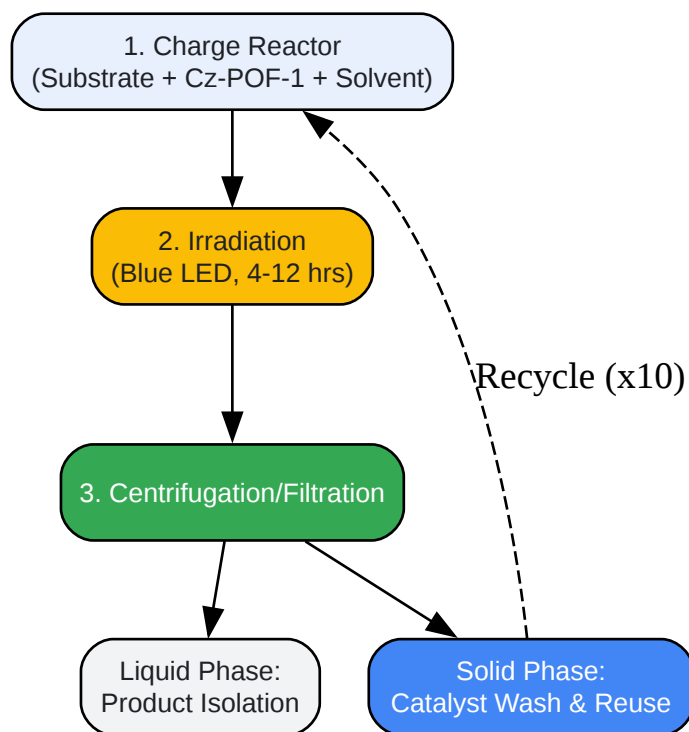 1. Charge Reactor
(Substrate + Cz-POF-1 + Solvent)
2. Irradiation
(Blue LED, 4-12 hrs)
Recycle (x10)
3. Centrifugation/Filtration
Liquid Phase:
Product Isolation
Solid Phase:
Catalyst Wash & Reuse